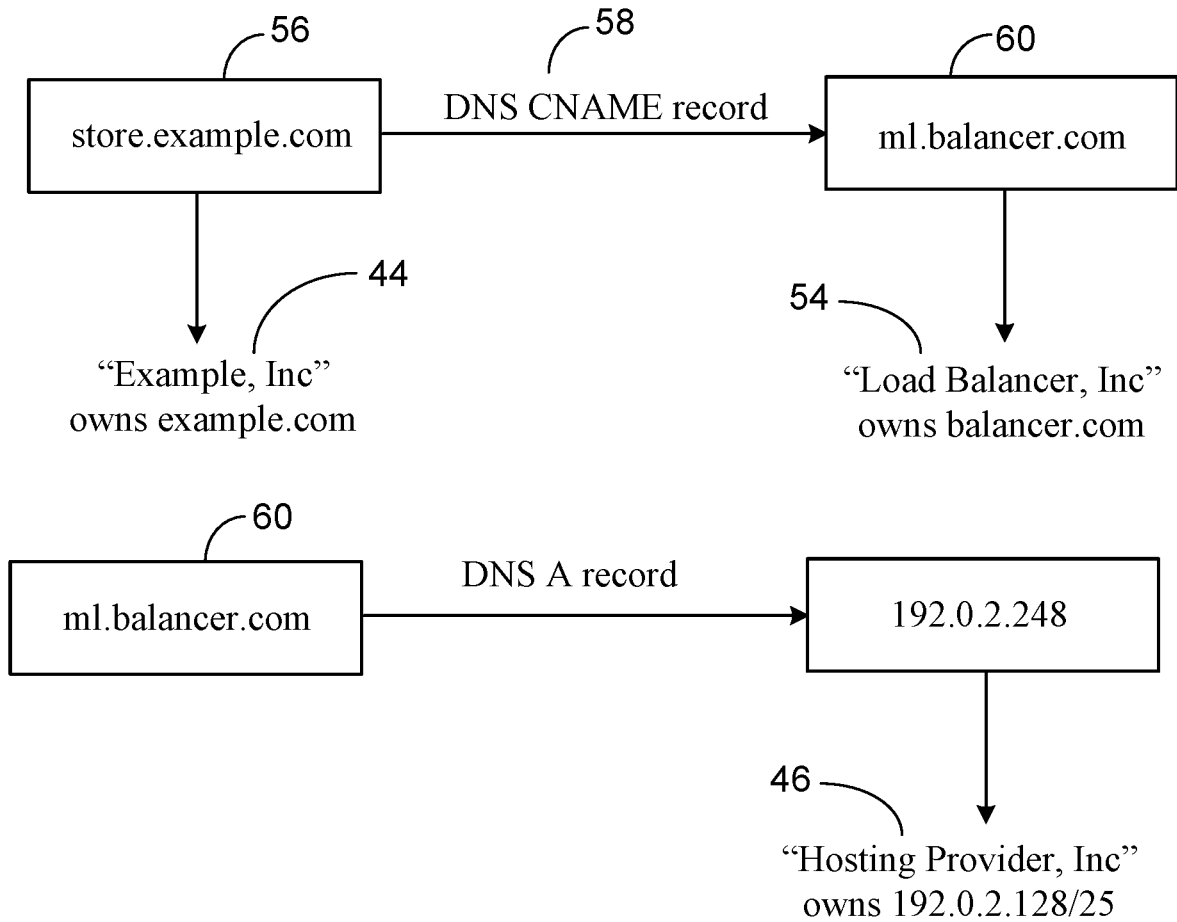 56
58
60
store.example.com
DNS CNAME record
ml.balancer.com
44
54
“Example, Inc”
owns example.com
“Load Balancer, Inc”
owns balancer.com
60
ml.balancer.com
DNS A record
192.0.2.248
46
“Hosting Provider, Inc”
owns 192.0.2.128/25